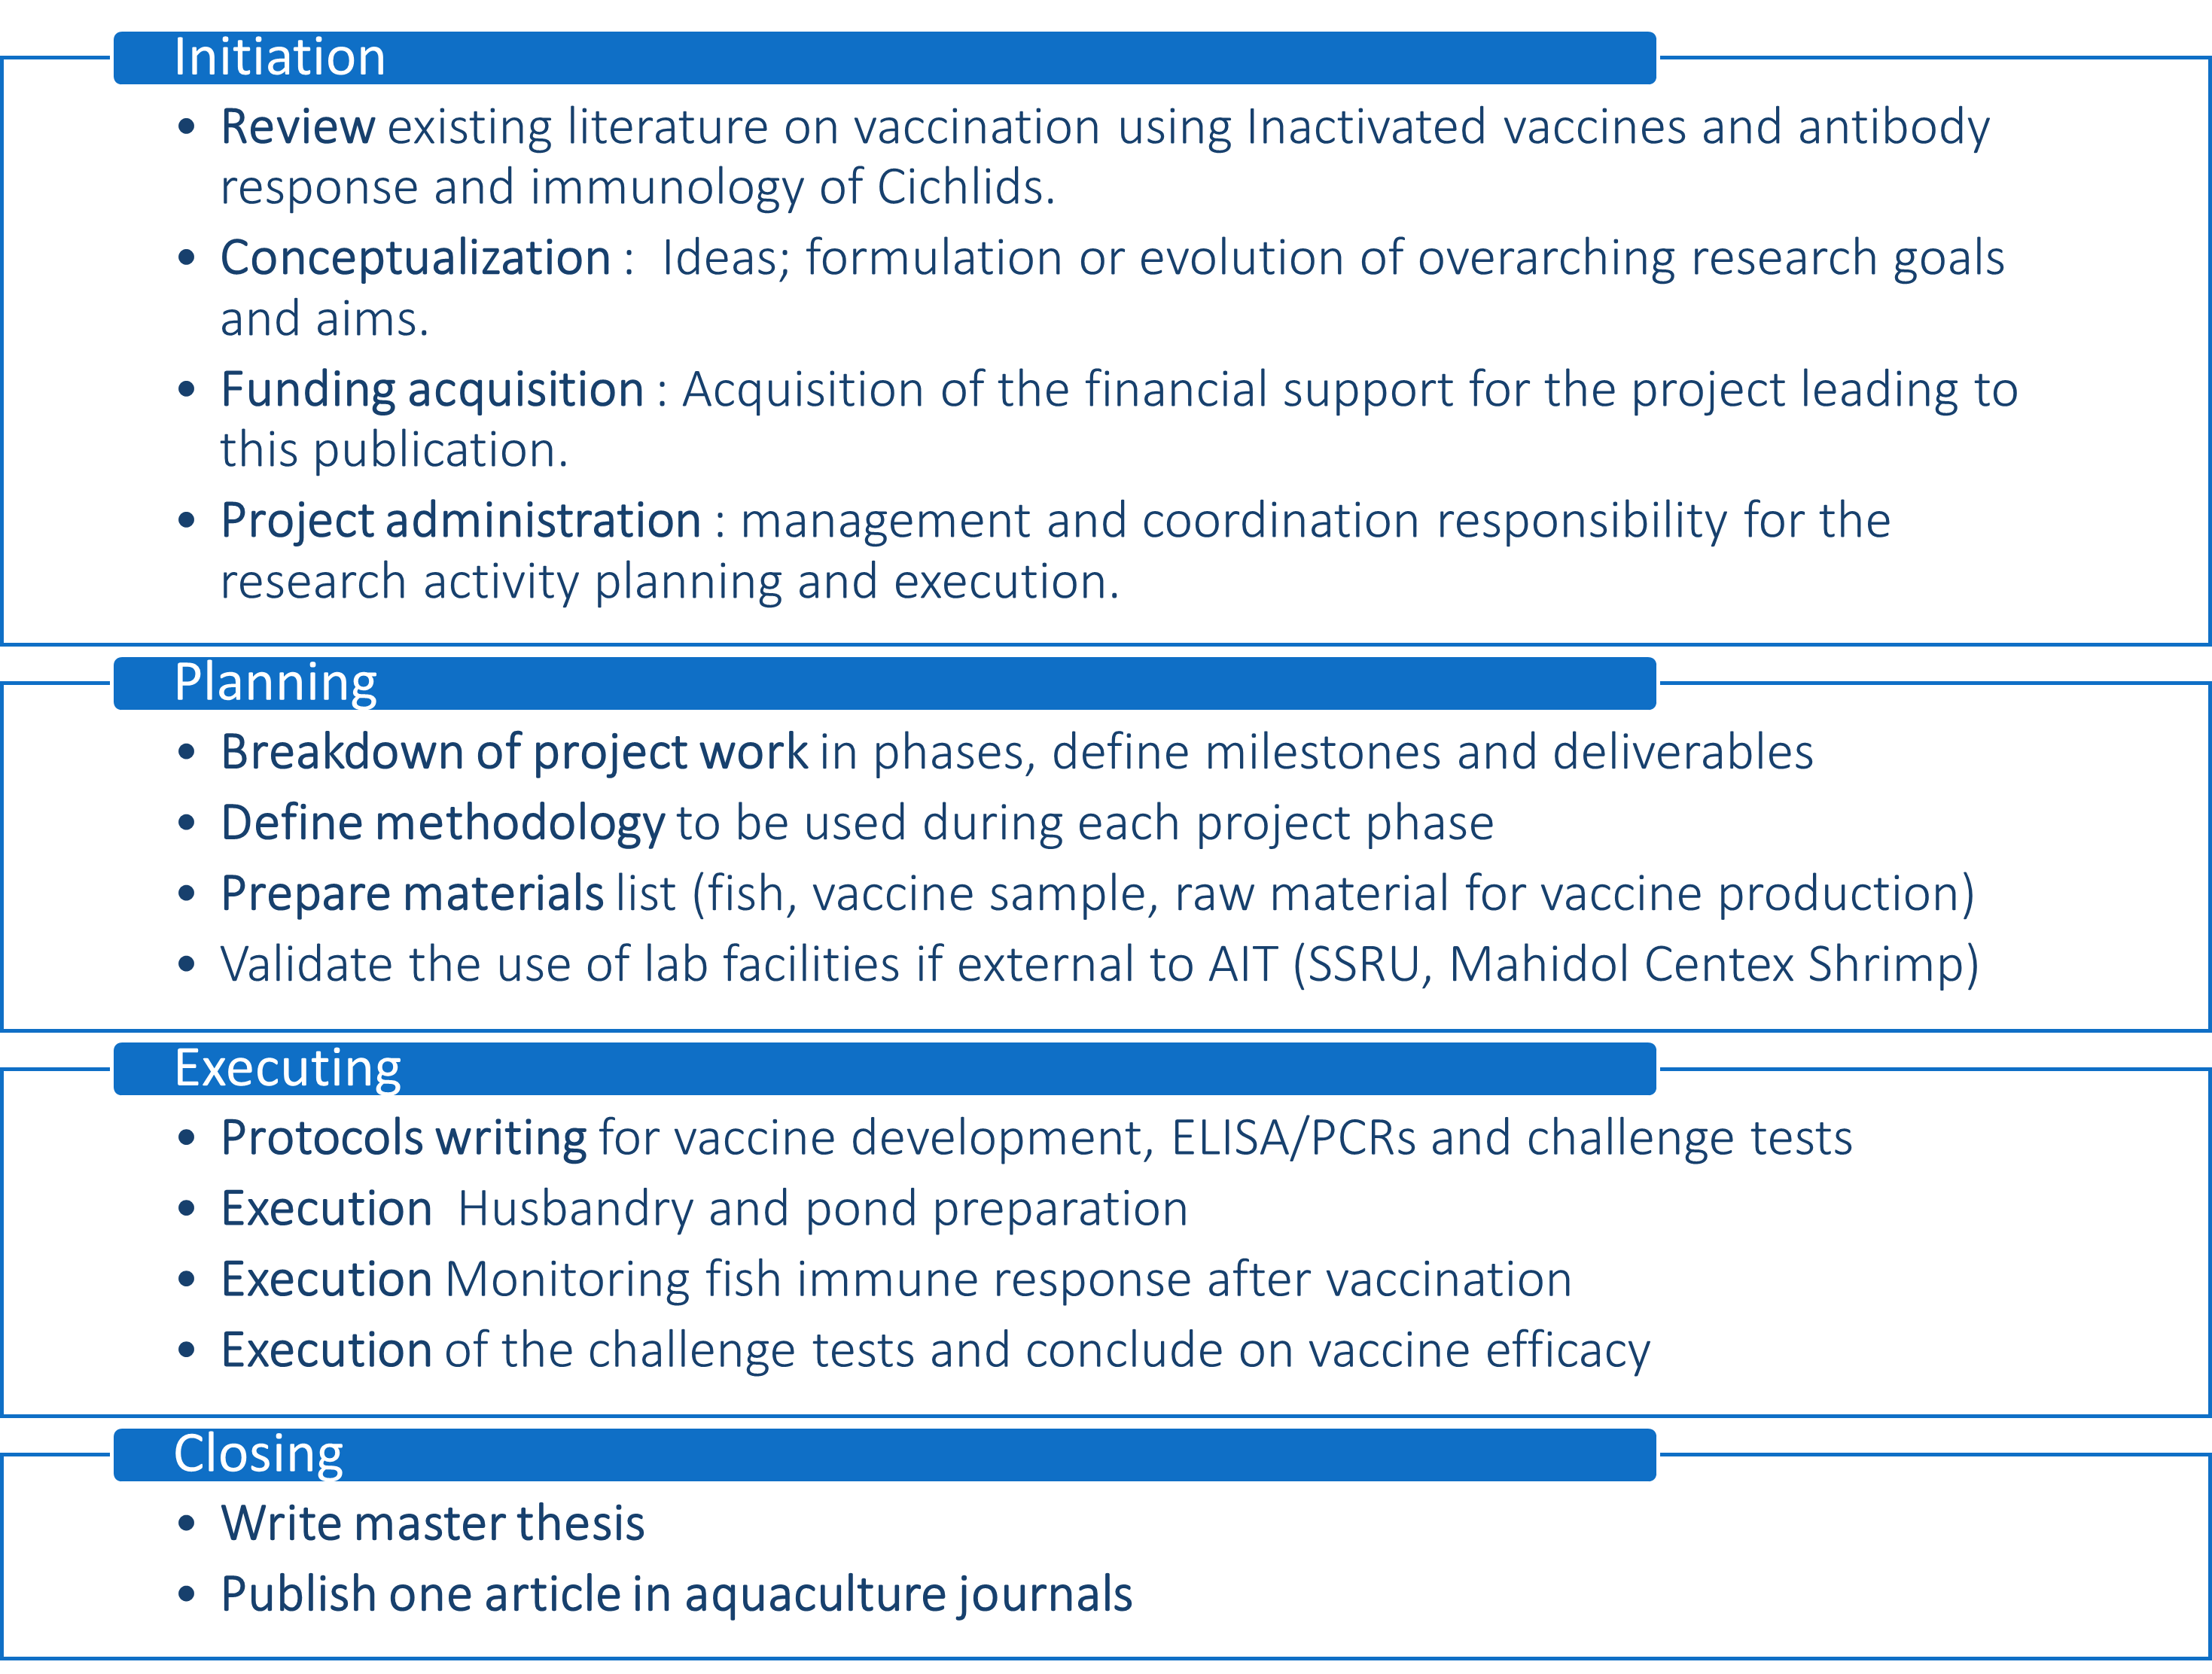 Initiation
• Review existing literature on vaccination using Inactivated vaccines and antibody
response and immunology of Cichlids.
• Conceptualization : Ideas; formulation or evolution of overarching research goals
and aims.
• Funding acquisition : Acquisition of the financial support for the project leading to
this publication.
• Project administration : management and coordination responsibility for the
research activity planning and execution.
Planning
• Breakdown of project work in phases, define milestones and deliverables
• Define methodology to be used during each project phase
• Prepare materials list (fish, vaccine sample, raw material for vaccine production)
• Validate the use of lab facilities if external to AIT (SSRU, Mahidol Centex Shrimp)
Executing
• Protocols writing for vaccine development, ELISA/PCRs and challenge tests
• Execution Husbandry and pond preparation
• Execution Monitoring fish immune response after vaccination
• Execution of the challenge tests and conclude on vaccine efficacy
Closing
• Write master thesis
• Publish one article in aquaculture journals